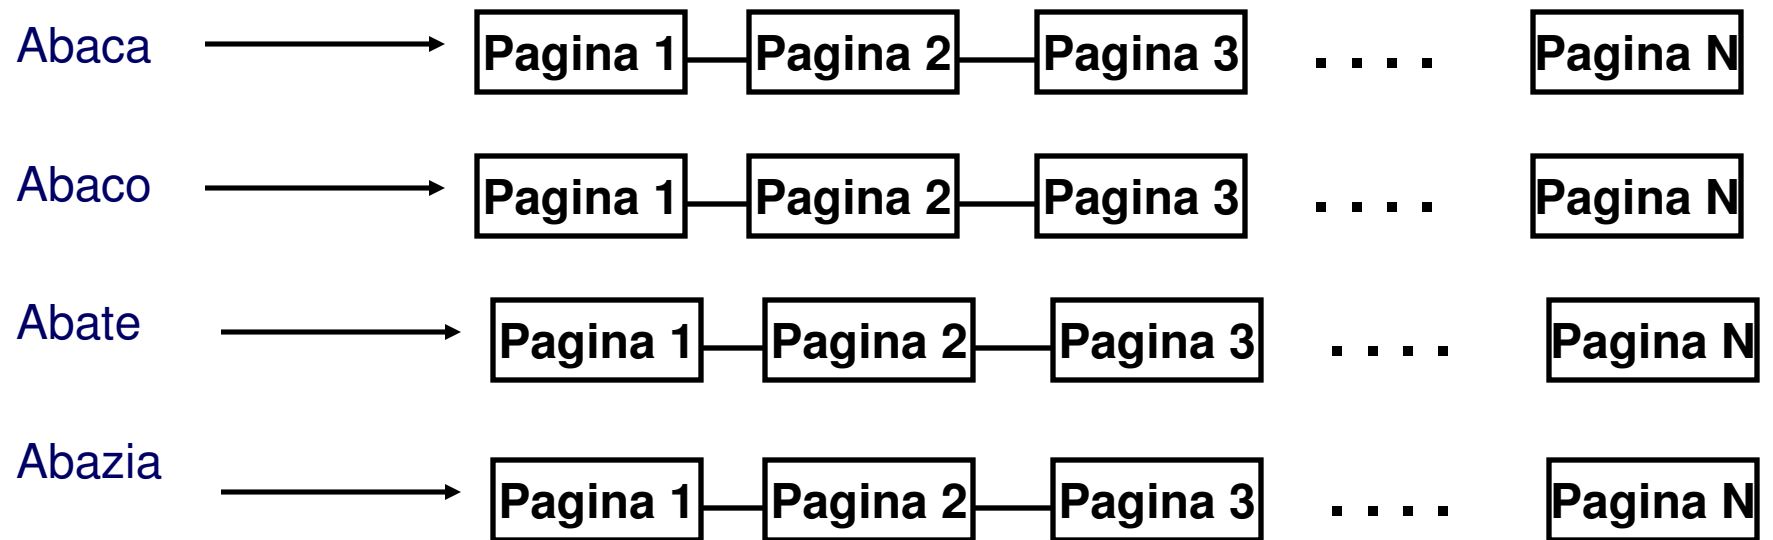 Abaca Pagina 1 Pagina 2 Pagina 3 . . . . Pagina N
Abaco Pagina 1 Pagina 2 Pagina 3 . . . . Pagina N
Abate Pagina 1 Pagina 2 Pagina 3 . . . . Pagina N
Abazia Pagina 1 Pagina 2 Pagina 3 . . . . Pagina N